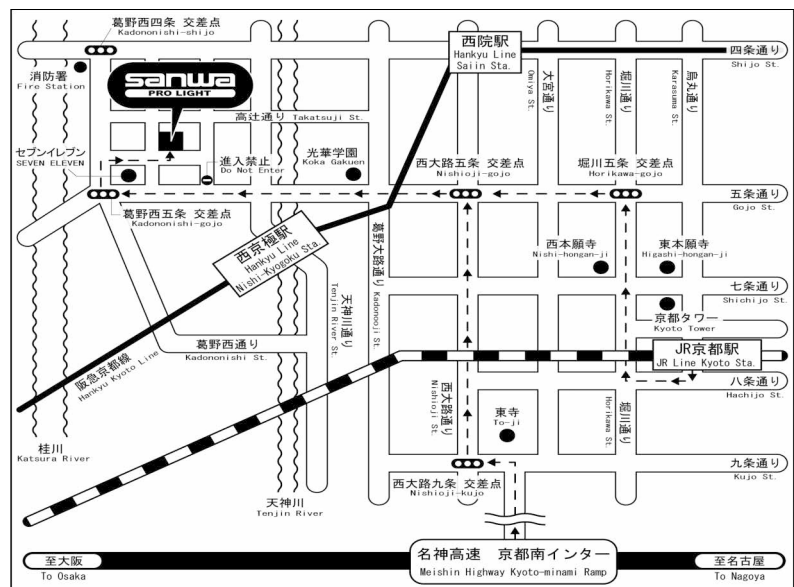 葛野西四条 交差点
Kadononishi-shijo
西院駅
Hankyu Line
Saiin Sta.
四条通り
Shijo St.
消防署
Fire Station
sanwa
PRO LIGHT
大宮通り
Omiya St.
堀川通り
Horikawa St.
烏丸通り
Karasuma St.
高辻通り Takatsuji St.
セブンイレブン
SEVEN ELEVEN
進入禁止
Do Not Enter
光華学園
Koka Gakuen
西大路五条 交差点
Nishioji-gojo
堀川五条 交差点
Horikawa-gojo
五条通り
Gojo St.
葛野西五条 交差点
Kadononishi-gojo
西京極駅
Hankyu Line
Nishi-Kyogoku Sta.
葛野大路通り Kadonooji St.
西本願寺
Nishi-hongan-ji
東本願寺
Higashi-hongan-ji
七条通り
Shichijo St.
天神川通り
Tenjin River St.
京都タワー
Kyoto Tower
葛野西通り
Kadononishi St.
JR京都駅
JR Line Kyoto Sta.
阪急京都線
Hankyu Kyoto Line
西大路通り
Nishioji St.
八条通り
Hachijo St.
東寺
To-ji
堀川通り
Horikawa St.
桂川
Katsura River
九条通り
Kujo St.
西大路九条 交差点
Nishioji-kujo
天神川
Tenjin River
名神高速 京都南インター
Meishin Highway Kyoto-minami Ramp
至大阪
To Osaka
至名古屋
To Nagoya